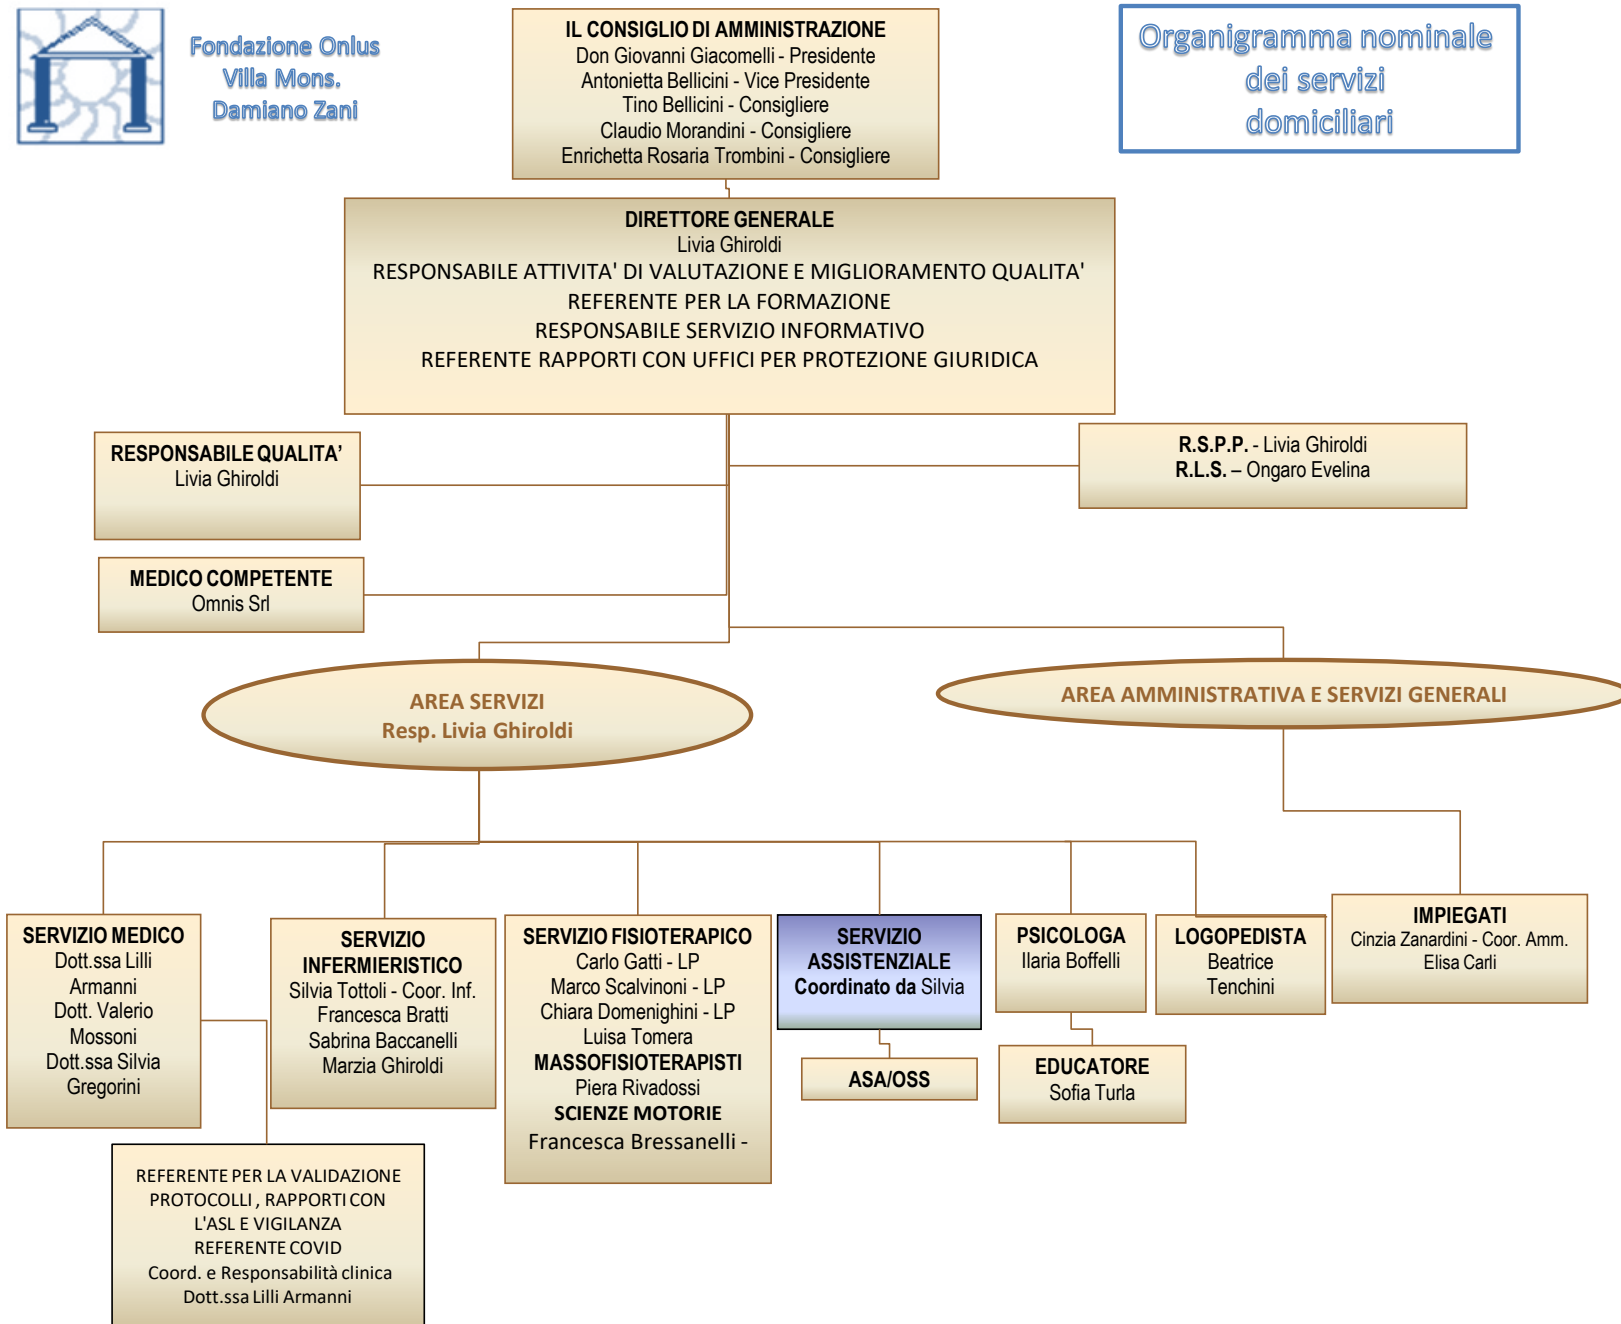 Fondazione Onlus
Villa Mons.
Damiano Zani
IL CONSIGLIO DI AMMINISTRAZIONE
Don Giovanni Giacomelli - Presidente
Antonietta Bellicini - Vice Presidente
Tino Bellicini - Consigliere
Claudio Morandini - Consigliere
Enrichetta Rosaria Trombini - Consigliere
Organigramma nominale
dei servizi
domiciliari
DIRETTORE GENERALE
Livia Ghiroldi
RESPONSABILE ATTIVITA' DI VALUTAZIONE E MIGLIORAMENTO QUALITA'
REFERENTE PER LA FORMAZIONE
RESPONSABILE SERVIZIO INFORMATIVO
REFERENTE RAPPORTI CON UFFICI PER PROTEZIONE GIURIDICA
RESPONSABILE QUALITA’
Livia Ghiroldi
R.S.P.P. - Livia Ghiroldi
R.L.S. – Ongaro Evelina
MEDICO COMPETENTE
Omnis Srl
AREA SERVIZI
Resp. Livia Ghiroldi
AREA AMMINISTRATIVA E SERVIZI GENERALI
SERVIZIO MEDICO
Dott.ssa Lilli
Armanni
Dott. Valerio
Mossoni
Dott.ssa Silvia
Gregorini
SERVIZIO
INFERMIERISTICO
Silvia Tottoli - Coor. Inf.
Francesca Bratti
Sabrina Baccanelli
Marzia Ghiroldi
SERVIZIO FISIOTERAPICO
Carlo Gatti - LP
Marco Scalvinoni - LP
Chiara Domenighini - LP
Luisa Tomera
MASSOFISIOTERAPISTI
Piera Rivadossi
SCIENZE MOTORIE
Francesca Bressanelli -
SERVIZIO
ASSISTENZIALE
Coordinato da Silvia
ASA/OSS
PSICOLOGA
Ilaria Boffelli
EDUCATORE
Sofia Turla
LOGOPEDISTA
Beatrice
Tenchini
IMPIEGATI
Cinzia Zanardini - Coor. Amm.
Elisa Carli
REFERENTE PER LA VALIDAZIONE
PROTOCOLLI , RAPPORTI CON
L'ASL E VIGILANZA
REFERENTE COVID
Coord. e Responsabilità clinica
Dott.ssa Lilli Armanni